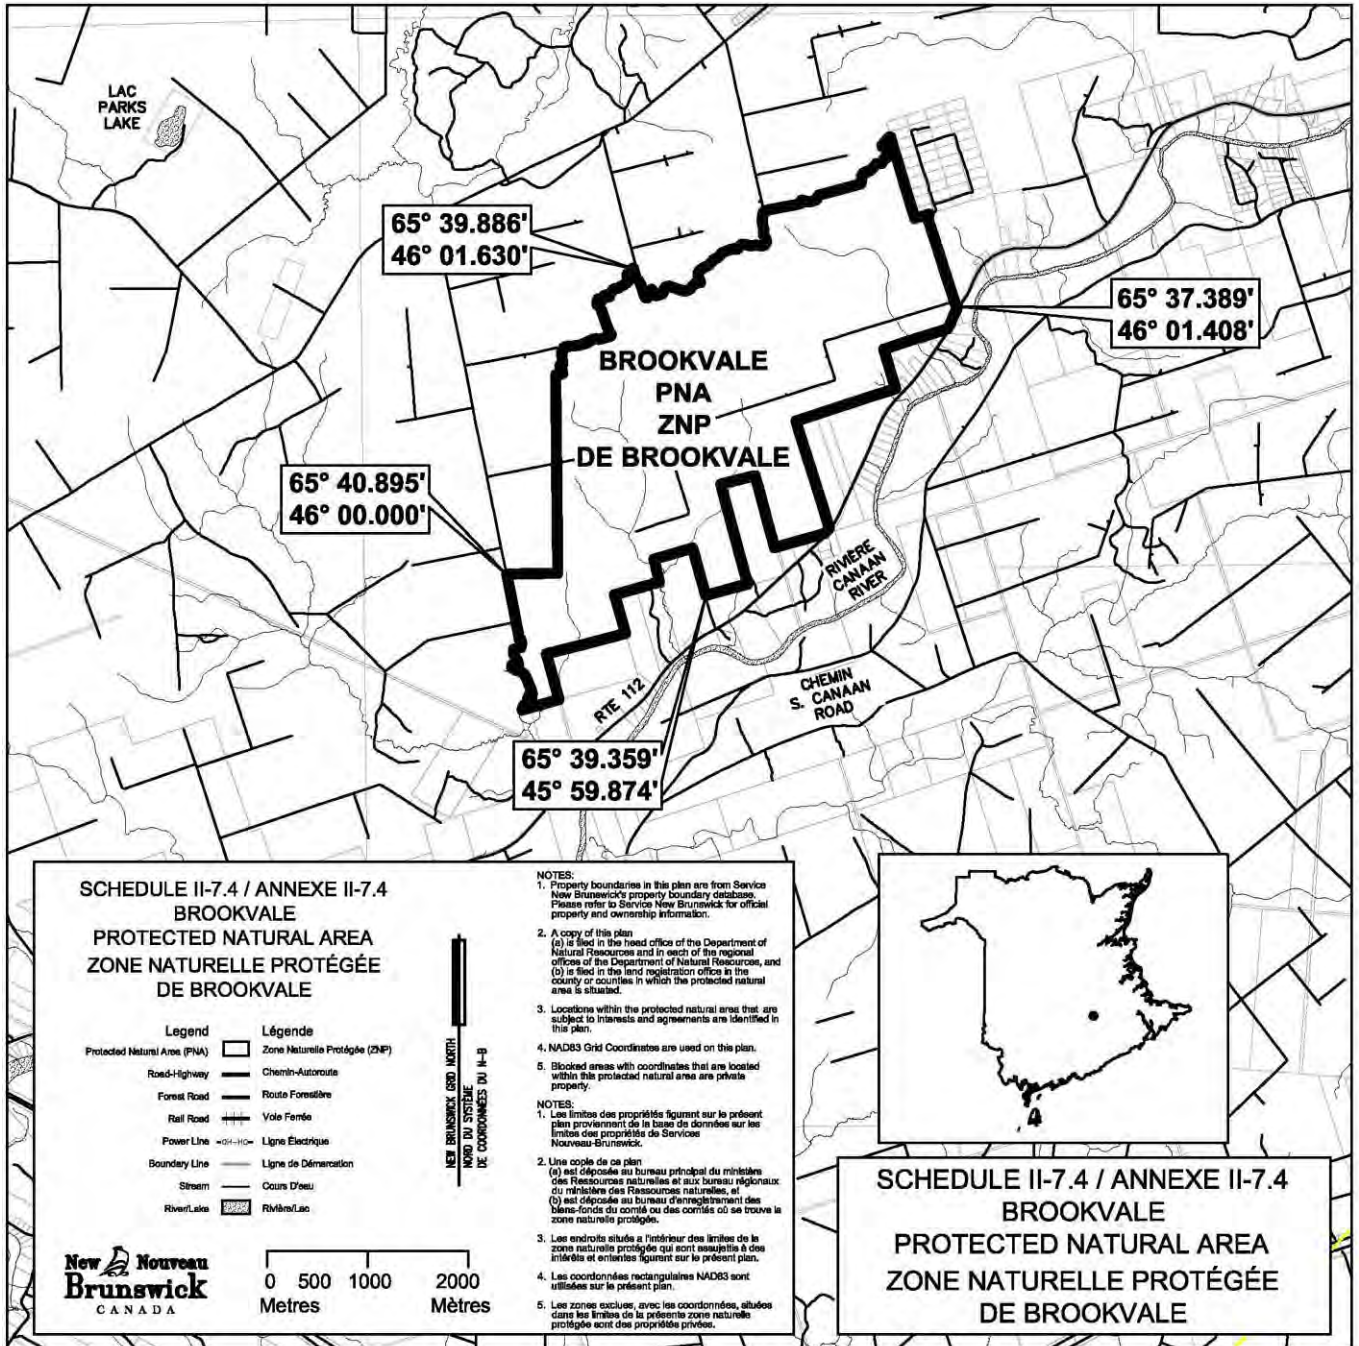 LAC
PARKS
LAKE
65° 39.886'
46° 01.630'
65° 37.389'
46° 01.408'
BROOKVALE
PNA
ZNP
DE BROOKVALE
65° 40.895'
46° 00.000'
RIVIÈRE
CANAAN
RIVER
CHEMIN
S. CANAAN
ROAD
RTE 112
65° 39.359'
45° 59.874'
SCHEDULE II-7.4 / ANNEXE II-7.4
BROOKVALE
PROTECTED NATURAL AREA
ZONE NATURELLE PROTÉGÉE
DE BROOKVALE
Legend Légende
Protected Natural Area (PNA) Zone Naturelle Protégée (ZNP)
Road-Highway Chemin-Autoroute
Forest Road Route Forestière
Rail Road Voie Ferrée
Power Line -OH-HO- Ligne Électrique
Boundary Line Ligne de Démarcation
Stream Cours D'eau
River/Lake Rivière/Lac
NEW BRUNSWICK GRID NORTH
NORD DU SYSTÈME
DE COORDONNÉES DU N-B
New Nouveau
Brunswick
CANADA
0 500 1000 2000
Metres Mètres
NOTES:
1. Property boundaries in this plan are from Service
New Brunswick's property boundary database.
Please refer to Service New Brunswick for official
property and ownership information.
2. A copy of this plan
(a) is filed in the head office of the Department of
Natural Resources and in each of the regional
offices of the Department of Natural Resources, and
(b) is filed in the land registration office in the
county or counties in which the protected natural
area is situated.
3. Locations within the protected natural area that are
subject to interests and agreements are identified in
this plan.
4. NAD83 Grid Coordinates are used on this plan.
5. Blocked areas with coordinates that are located
within this protected natural area are private
property.
NOTES:
1. Les limites des propriétés figurant sur le présent
plan proviennent de la base de données sur les
limites des propriétés de Services
Nouveau-Brunswick.
2. Une copie de ce plan
(a) est déposée au bureau principal du ministère
des Ressources naturelles et aux bureau régionaux
du ministère des Ressources naturelles, et
(b) est déposée au bureau d'enregistrement des
biens-fonds du comté ou des comtés où se trouve la
zone naturelle protégée.
3. Les endroits situés a l'intérieur des limites de la
zone naturelle protégée qui sont assujettis à des
intérêts et ententes figurant sur le présent plan.
4. Les coordonnées rectangulaires NAD83 sont
utilisées sur le présent plan.
5. Les zones exclues, avec les coordonnées, situées
dans les limites de la présente zone naturelle
protégée sont des propriétés privées.
SCHEDULE II-7.4 / ANNEXE II-7.4
BROOKVALE
PROTECTED NATURAL AREA
ZONE NATURELLE PROTÉGÉE
DE BROOKVALE